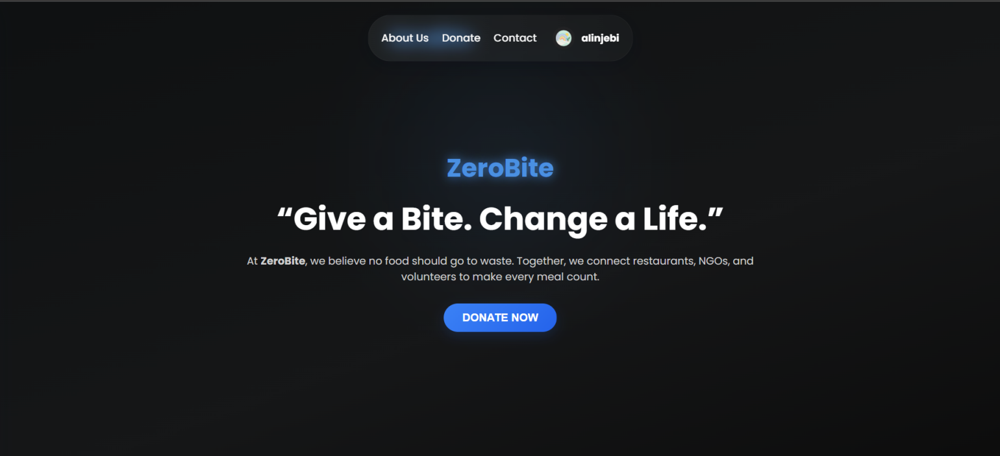 About Us Donate Contact alinjebi
ZeroBite
“Give a Bite. Change a Life.”
At ZeroBite, we believe no food should go to waste. Together, we connect restaurants, NGOs, and
volunteers to make every meal count.
DONATE NOW